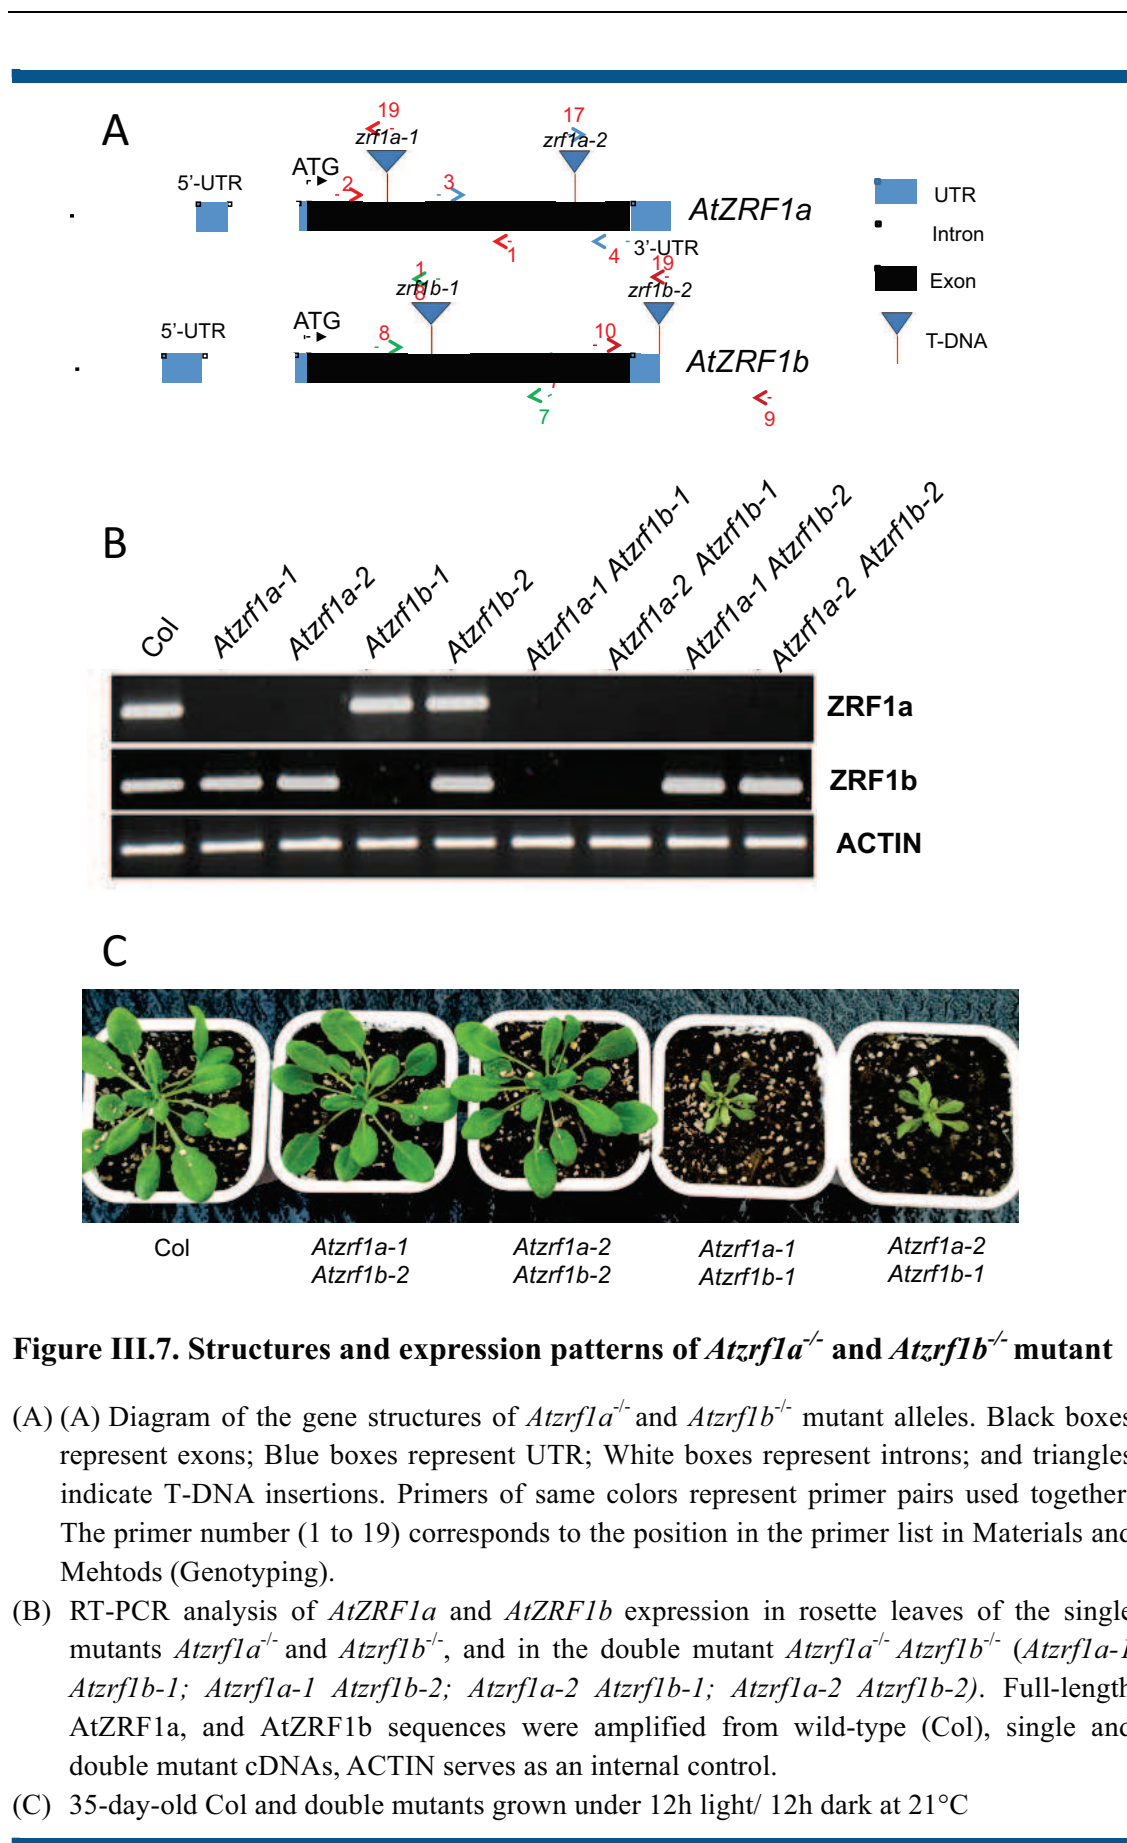 A
19
17
zrf1a-1
zrf1a-2
ATG
2
3
5'-UTR
AtZRF1a
UTR
1
4
3'-UTR
Intron
1
8
19
zrf1b-1
zrf1b-2
Exon
5'-UTR
ATG
8
10
T-DNA
AtZRF1b
7
9
B
Col
Atzrf1a-1
Atzrf1a-2
Atzrf1b-1
Atzrf1b-2
Atzrf1a-1 Atzrf1b-1
Atzrf1a-2 Atzrf1b-1
Atzrf1a-1 Atzrf1b-2
Atzrf1a-2 Atzrf1b-2
ZRF1a
ZRF1b
ACTIN
C
Col
Atzrf1a-1
Atzrf1b-2
Atzrf1a-2
Atzrf1b-2
Atzrf1a-1
Atzrf1b-1
Atzrf1a-2
Atzrf1b-1
Figure III.7. Structures and expression patterns of Atzrf1a-/- and Atzrf1b-/- mutant
(A) (A) Diagram of the gene structures of Atzrf1a-/- and Atzrf1b-/- mutant alleles. Black boxes
represent exons; Blue boxes represent UTR; White boxes represent introns; and triangles
indicate T-DNA insertions. Primers of same colors represent primer pairs used together
The primer number (1 to 19) corresponds to the position in the primer list in Materials and
Mehtods (Genotyping).
(B) RT-PCR analysis of AtZRF1a and AtZRF1b expression in rosette leaves of the single
mutants Atzrf1a-/- and Atzrf1b-/-, and in the double mutant Atzrf1a-/- Atzrf1b-/- (Atzrf1a-1
Atzrf1b-1; Atzrf1a-1 Atzrf1b-2; Atzrf1a-2 Atzrf1b-1; Atzrf1a-2 Atzrf1b-2). Full-length
AtZRF1a, and AtZRF1b sequences were amplified from wild-type (Col), single and
double mutant cDNAs, ACTIN serves as an internal control.
(C) 35-day-old Col and double mutants grown under 12h light/ 12h dark at 21°C